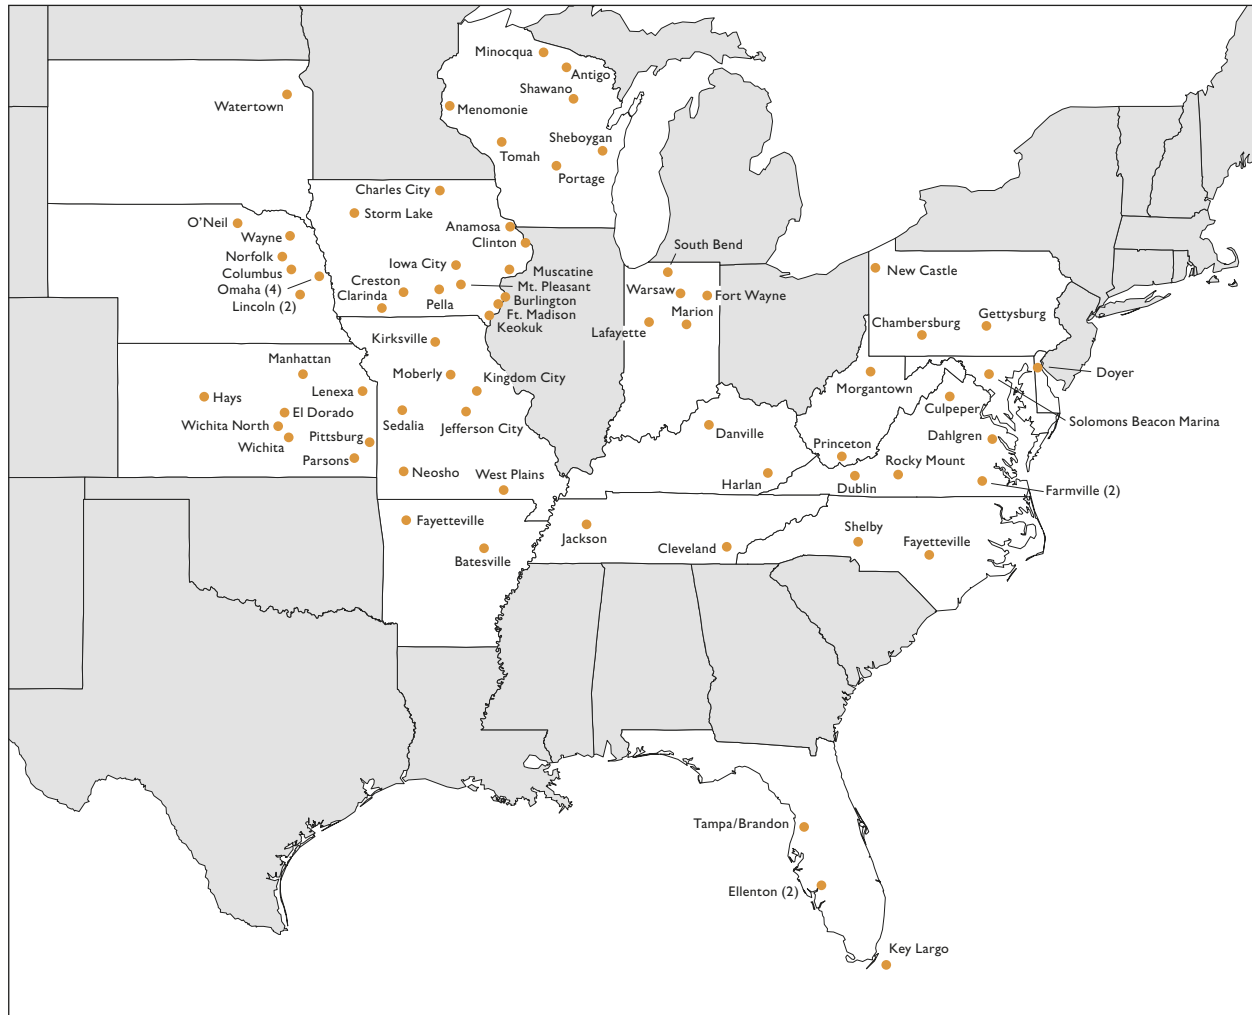 Minocqua
Antigo
Shawano
Watertown
Menomonie
Sheboygan
Tomah
Portage
Charles City
Storm Lake
O'Neil
Wayne
Anamosa
Clinton
Norfolk
Columbus
Omaha (4)
Lincoln (2)
Iowa City
Creston
Clarinda
Pella
Muscatine
Mt. Pleasant
Burlington
Ft. Madison
Keokuk
South Bend
Warsaw
Fort Wayne
Marion
Lafayette
New Castle
Chambersburg
Gettysburg
Kirksville
Manhattan
Moberly
Kingdom City
Hays
Lenexa
El Dorado
Wichita North
Wichita
Pittsburg
Parsons
Sedalia
Jefferson City
Neosho
West Plains
Morgantown
Doyer
Culpeper
Solomons Beacon Marina
Danville
Dahlgren
Princeton
Rocky Mount
Harlan
Dublin
Farmville (2)
Fayetteville
Batesville
Jackson
Cleveland
Shelby
Fayetteville
Tampa/Brandon
Ellenton (2)
Key Largo